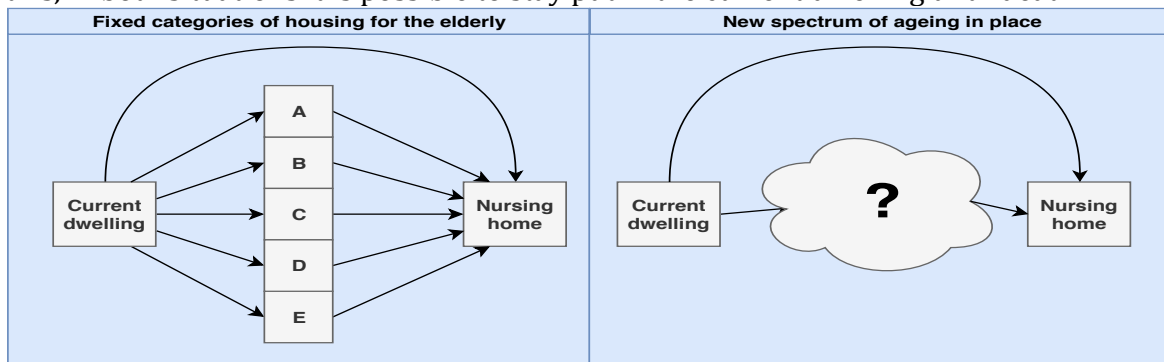 Fixed categories of housing for the elderly
New spectrum of ageing in place
A
B
C
D
E
Current
dwelling
Nursing
home
Current
dwelling
?
Nursing
home